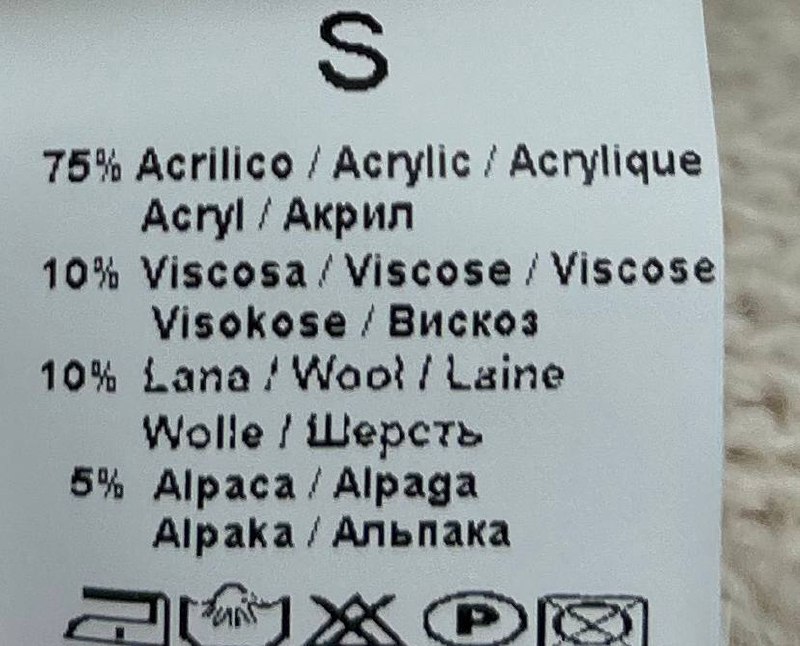 S
75% Acrilico / Acrylic / Acrylique
Acryl / Акрил
10% Viscosa / Viscose / Viscose
Visokose / Вискоз
10% Lana / Wool / Laine
Wolle / Шерсть
5% Alpaca / Alpaga
Alpaka / Альпака
P